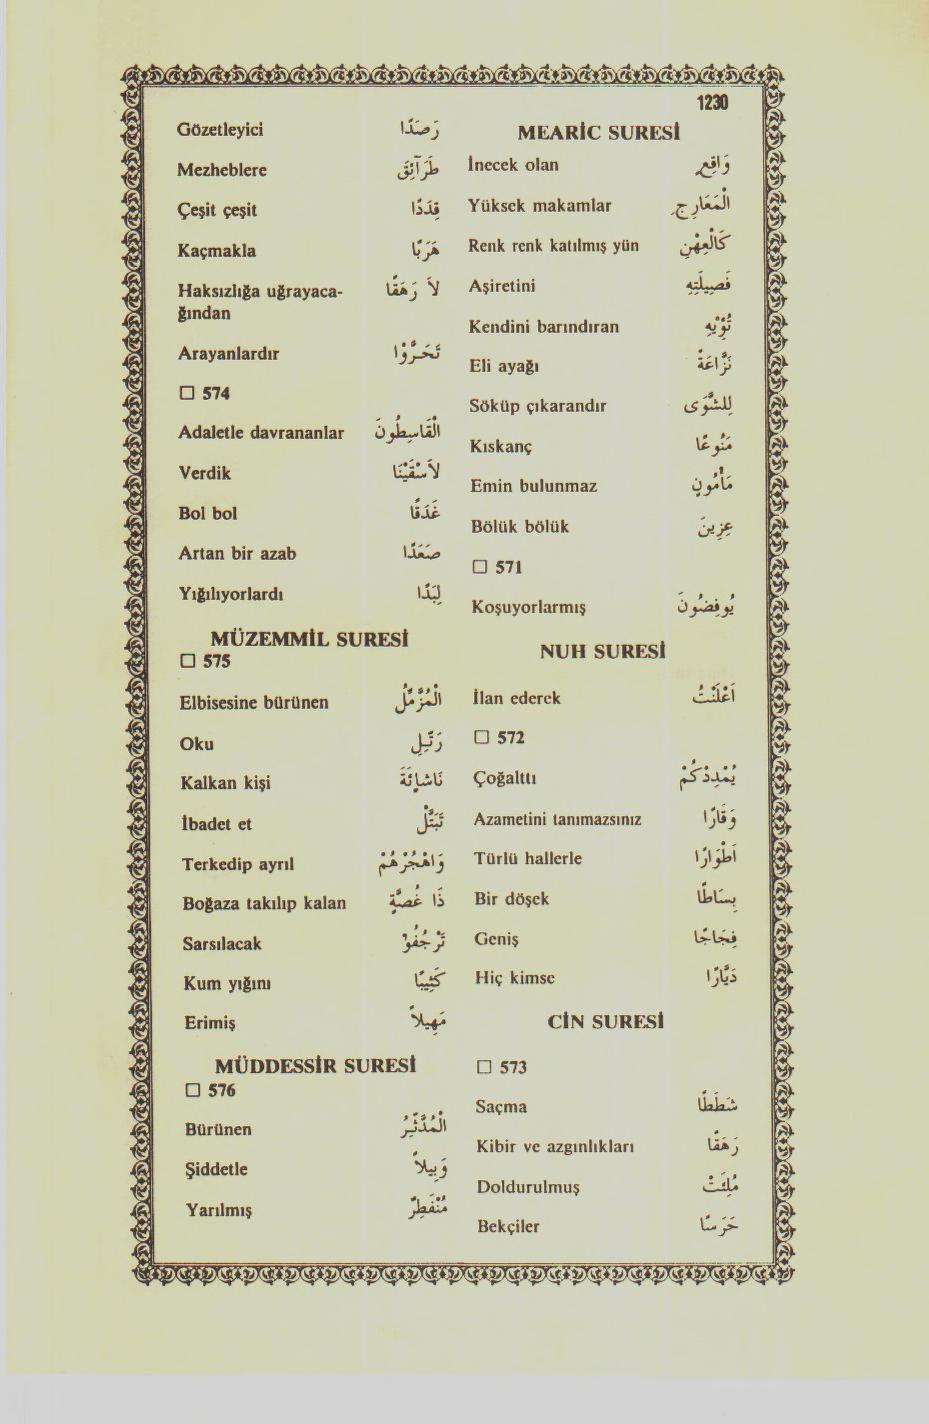 1230
MEARİC SURESİ
İnecek olan وَاقِعٍ
Yüksek makamlar الْمَعَارِجِ
Renk renk katılmış yün كَالْعِهْنِ
Aşiretini فَصِيلَتِهِ
Kendini barındıran تُؤْيهِ
Eli ayağı نَزَّاعَةً
Söküp çıkarandır لِلشَّوٰى
Kıskanç مَنُوعًا
Emin bulunmaz مَأْمُونٍ
Bölük bölük عِزِينَ
☐ 571
Koşuyorlarmış يُوفِضُونَ
NUH SURESİ
İlan ederek اَعْلَنْتُ
☐ 572
Çoğalttı يُمْدِدْكُمْ
Azametini tanımazsınız وَقَارًا
Türlü hallerle اَطْوَارًا
Bir döşek بِسَاطًا
Geniş فِجَاجًا
Hiç kimse دَيَّارًا
CİN SURESİ
☐ 573
Saçma شَطَطًا
Kibir ve azgınlıkları رَهَقًا
Doldurulmuş مُلِئَتْ
Bekçiler حَرَسًا
Gözetleyici رَصَدًا
Mezheblere طَرَآئِقَ
Çeşit çeşit قِدَدًا
Kaçmakla هَرَبًا
Haksızlığa uğrayaca- لَا رَهَقًا
ğından
Arayanlardır تَحَرَّوْا
☐ 574
Adaletle davrananlar الْقَاسِطُونَ
Verdik لَاَسْقَيْنَا
Bol bol غَدَقًا
Artan bir azab صَعَدًا
Yığılıyorlardı لِبَدًا
MÜZEMMİL SURESİ
☐ 575
Elbisesine bürünen الْمُزَّمِّلُ
Oku رَتِّلِ
Kalkan kişi نَاشِئَةَ
İbadet et تَبَتَّلْ
Terkedip ayrıl وَاهْجُرْهُمْ
Boğaza takılıp kalan ذَا غُصَّةٍ
Sarsılacak تَرْجُفُ
Kum yığını كَثِيبًا
Erimiş مَهِيلًا
MÜDDESSİR SURESİ
☐ 576
Bürünen الْمُدَّثِّرُ
Şiddetle وَبِيلًا
Yarılmış مُنْفَطِرٌ